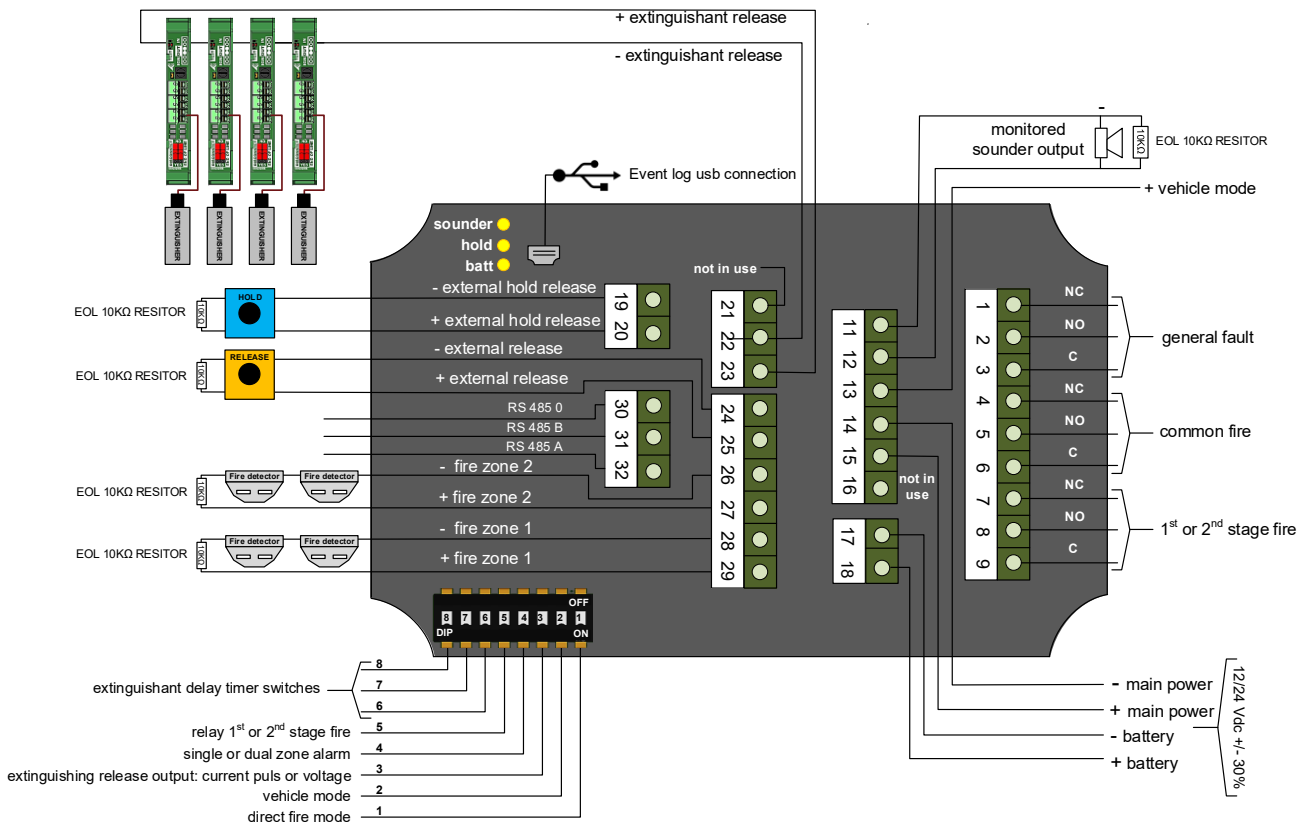 + extinguishant release
- extinguishant release
EXTINGUISHER
EXTINGUISHER
EXTINGUISHER
EXTINGUISHER
-
monitored
sounder output
10KΩ
EOL 10KΩ RESITOR
Event log usb connection
+ vehicle mode
sounder
hold
batt
not in use
- external hold release
+ external hold release
- external release
+ external release
EOL 10KΩ RESITOR
10KΩ
HOLD
EOL 10KΩ RESITOR
10KΩ
RELEASE
RS 485 0
RS 485 B
RS 485 A
- fire zone 2
+ fire zone 2
- fire zone 1
+ fire zone 1
EOL 10KΩ RESITOR
10KΩ
Fire detector
Fire detector
EOL 10KΩ RESITOR
10KΩ
Fire detector
Fire detector
19
20
30
31
32
21
22
23
24
25
26
27
28
29
11
12
13
14
15
16
not in
use
17
18
1
2
3
4
5
6
7
8
9
NC
NO
C
general fault
NC
NO
C
common fire
NC
NO
C
1st or 2nd stage fire
OFF
8 7 6 5 4 3 2 1
DIP
ON
8
extinguishant delay timer switches
7
6
relay 1st or 2nd stage fire
5
single or dual zone alarm
4
extinguishing release output: current puls or voltage
3
vehicle mode
2
direct fire mode
1
- main power
+ main power
- battery
+ battery
12/24 Vdc +/- 30%